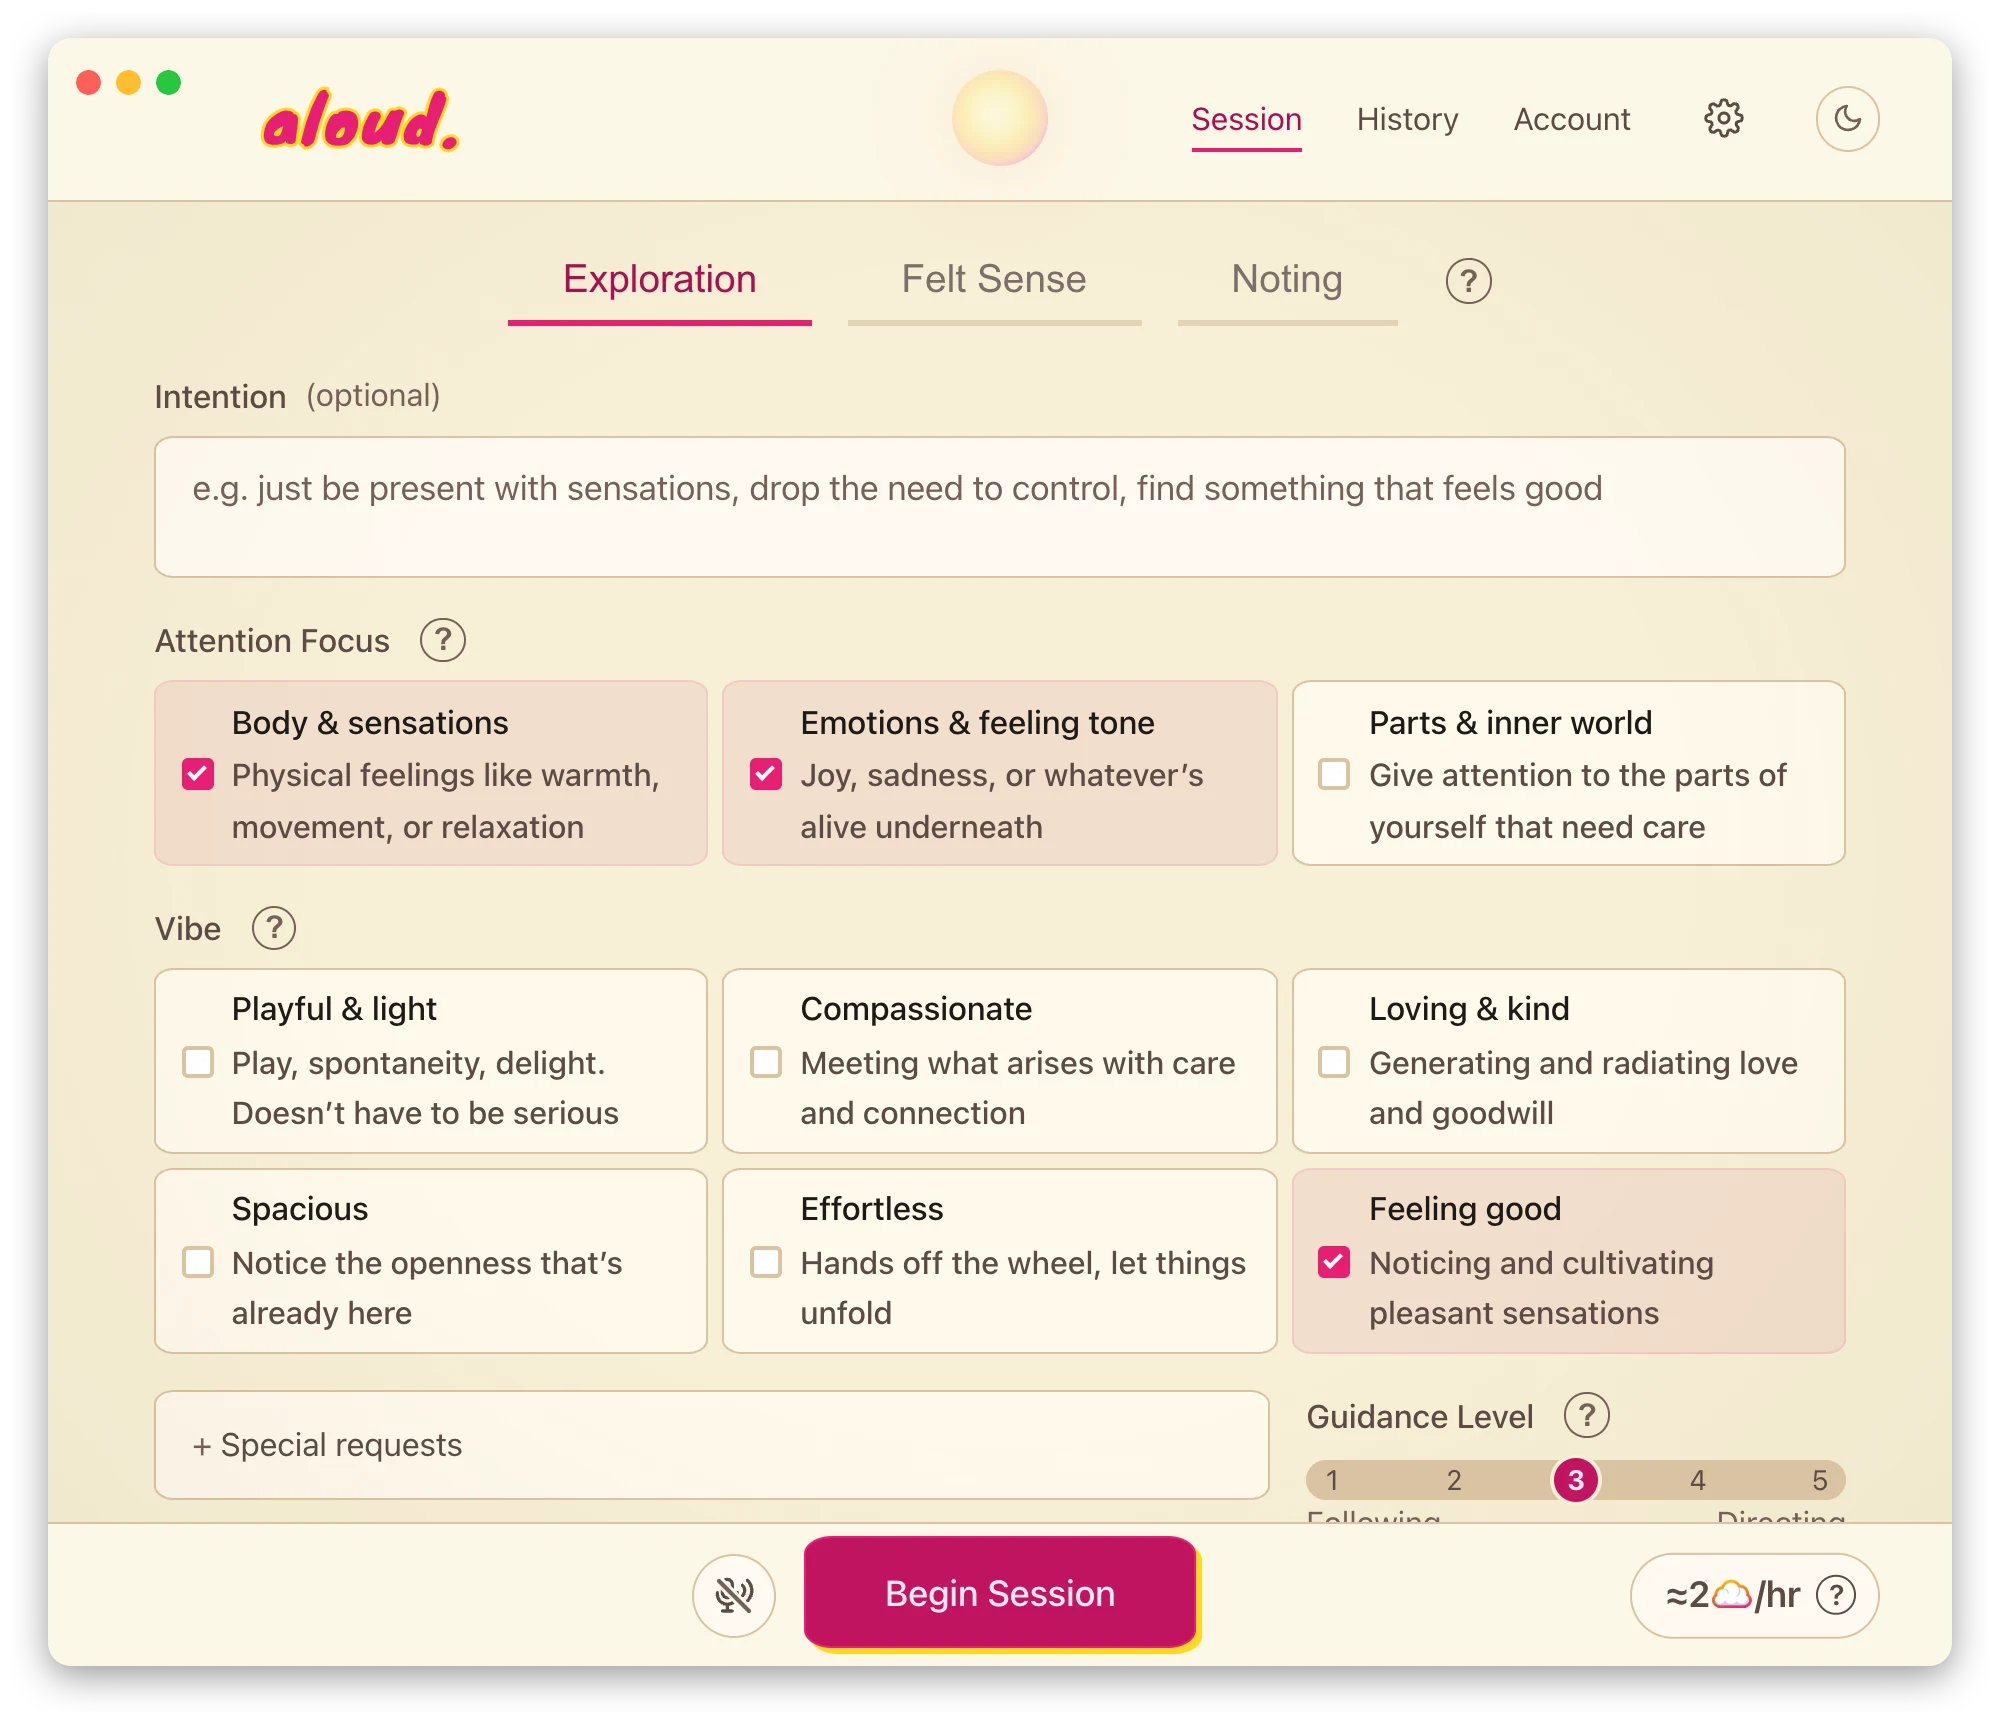 aloud.
Session
History
Account
Exploration
Felt Sense
Noting
?
Intention (optional)
e.g. just be present with sensations, drop the need to control, find something that feels good
Attention Focus ?
Body & sensations
Physical feelings like warmth,
movement, or relaxation
Emotions & feeling tone
Joy, sadness, or whatever’s
alive underneath
Parts & inner world
Give attention to the parts of
yourself that need care
Vibe ?
Playful & light
Play, spontaneity, delight.
Doesn’t have to be serious
Compassionate
Meeting what arises with care
and connection
Loving & kind
Generating and radiating love
and goodwill
Spacious
Notice the openness that’s
already here
Effortless
Hands off the wheel, let things
unfold
Feeling good
Noticing and cultivating
pleasant sensations
+ Special requests
Guidance Level ?
1 2 3 4 5
Following Directing
Begin Session
≈2☁️/hr ?